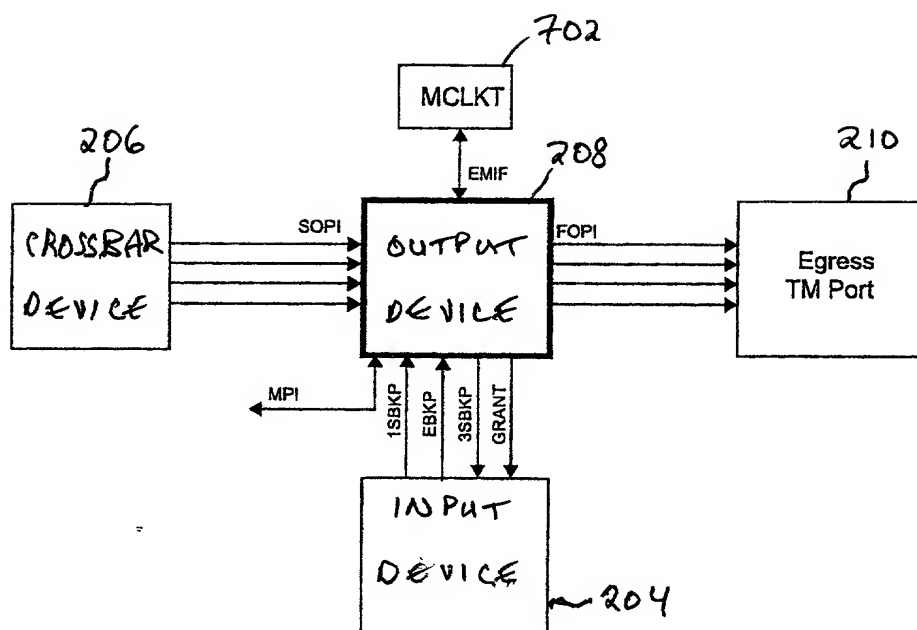 702
MCLKT
206
208
210
EMIF
CROSSBAR
DEVICE
SOPI
OUTPUT
DEVICE
FOPI
Egress
TM Port
MPI
1SBKP
EBKP
3SBKP
GRANT
INPUT
DEVICE
204